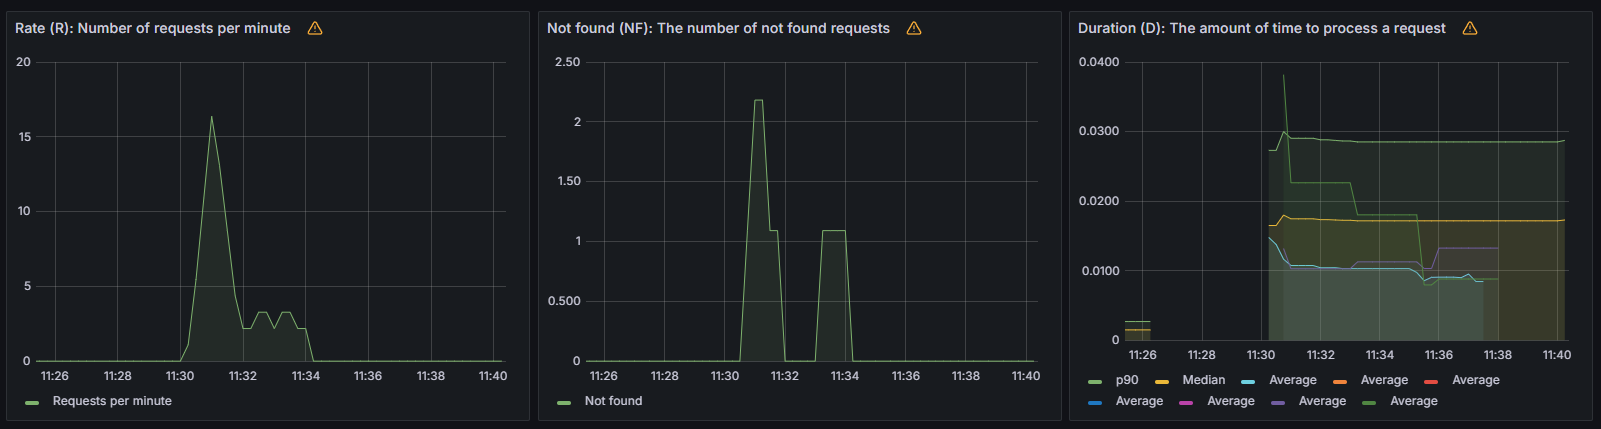 Rate (R): Number of requests per minute
20
15
10
5
0
11:26 11:28 11:30 11:32 11:34 11:36 11:38 11:40
Requests per minute
Not found (NF): The number of not found requests
2.50
2
1.50
1
0.500
0
11:26 11:28 11:30 11:32 11:34 11:36 11:38 11:40
Not found
Duration (D): The amount of time to process a request
0.0400
0.0300
0.0200
0.0100
0
11:26 11:28 11:30 11:32 11:34 11:36 11:38 11:40
p90 Median Average Average Average
Average Average Average Average